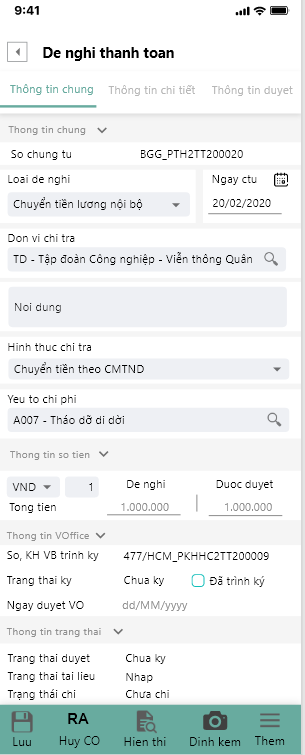 9:41
De nghi thanh toan
Thông tin chung Thông tin chi tiết Thông tin duyet
Thong tin chung
So chung tu BGG_PTH2TT200020
Loai de nghi Ngay ctu
Chuyển tiền lương nội bộ 20/02/2020
Don vi chi tra
TD - Tập đoàn Công nghiệp - Viễn thông Quân
Noi dung
Hinh thuc chi tra
Chuyển tiền theo CMTND
Yeu to chi phi
A007 - Tháo dỡ di dời
Thong tin so tien
De nghi Duoc duyet
VND 1 1.000.000 1.000.000
Tong tien
Thong tin VOffice
So, KH VB trinh ky 477/HCM_PKHHC2TT200009
Trang thai ky Chua ky Đã trình ký
Ngay duyet VO dd/MM/yyyy
Thong tin trang thai
Trang thai duyet Chua ky
Trang thai tai lieu Nhap
Trạng thái chi Chưa chi
RA
Luu Huy CO Hien thi Dinh kem Them